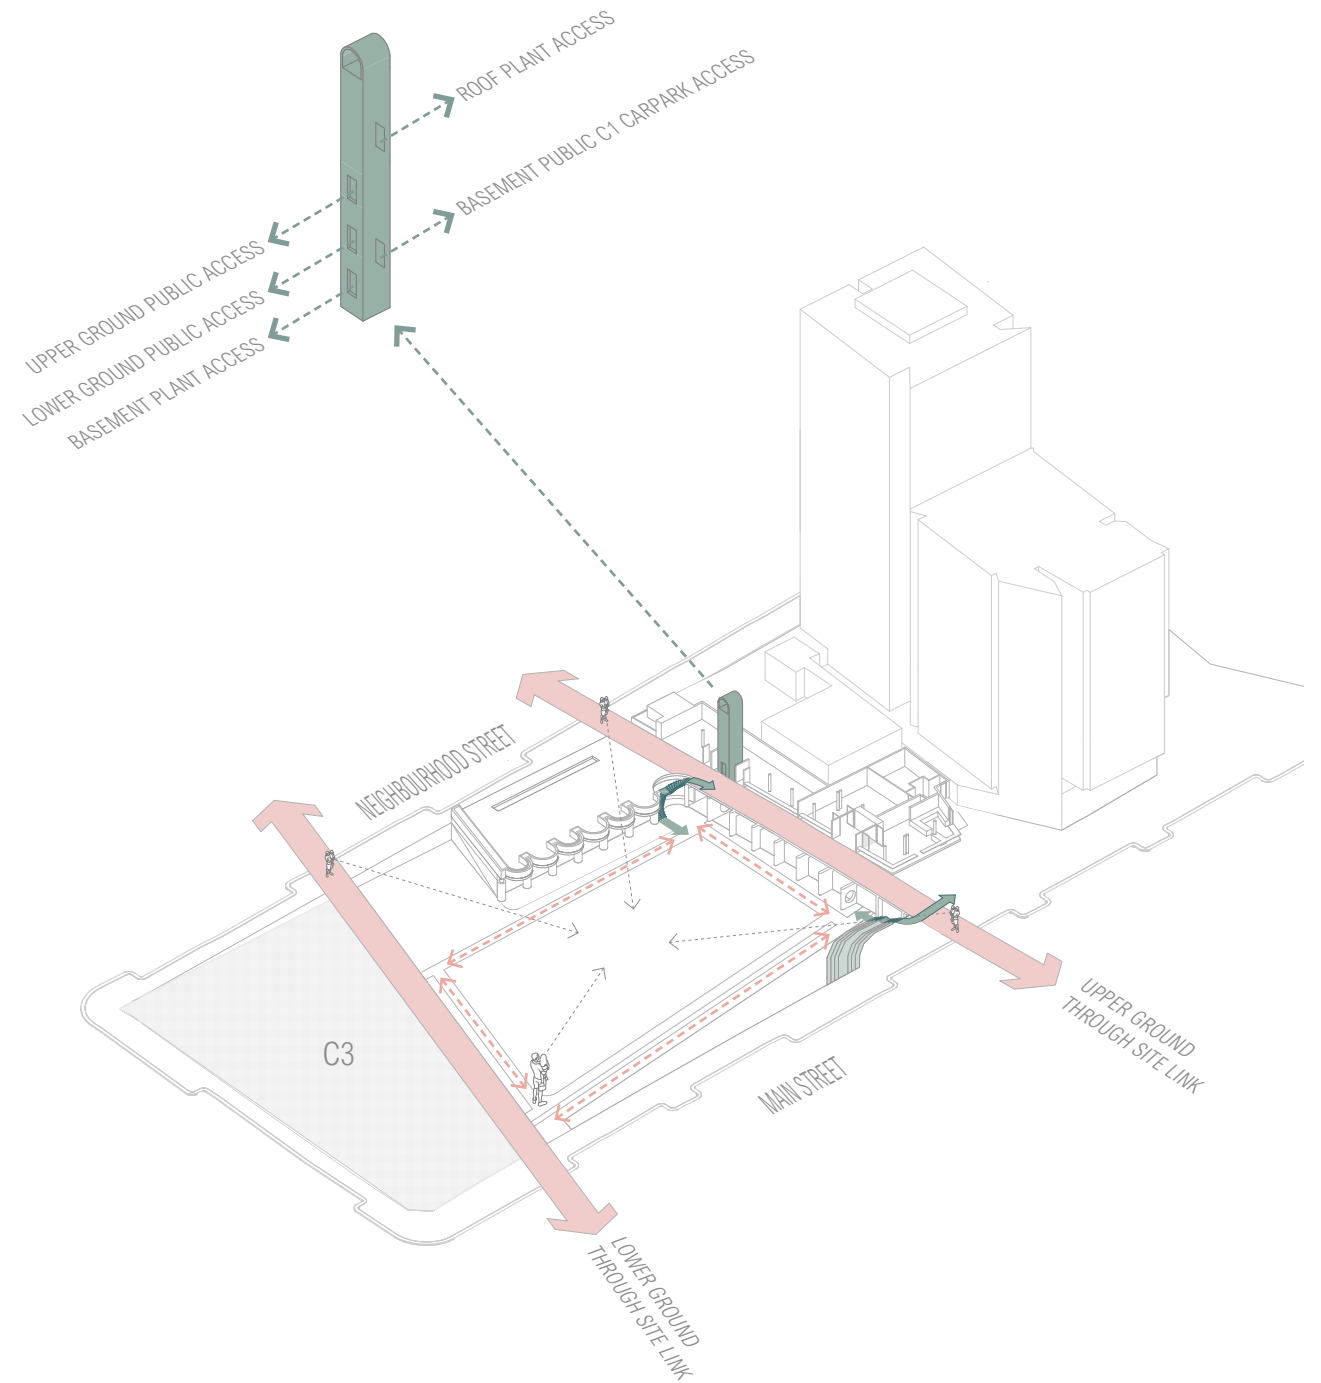 ROOF PLANT ACCESS
BASEMENT PUBLIC C1 CARPARK ACCESS
UPPER GROUND PUBLIC ACCESS
LOWER GROUND PUBLIC ACCESS
BASEMENT PLANT ACCESS
NEIGHBOURHOOD STREET
C3
UPPER GROUND
THROUGH SITE LINK
MAIN STREET
LOWER GROUND
THROUGH SITE LINK